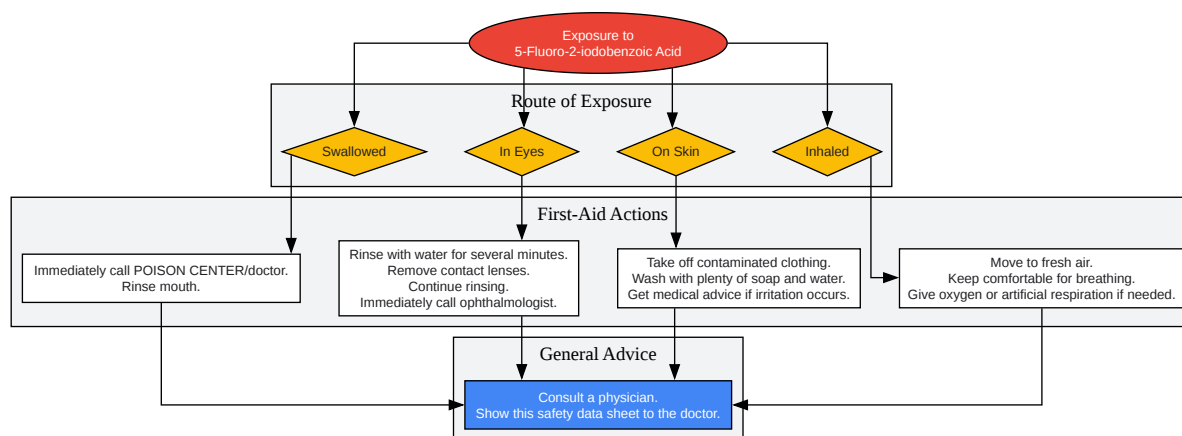 Exposure to
5-Fluoro-2-iodobenzoic Acid
Route of Exposure
Swallowed
In Eyes
On Skin
Inhaled
First-Aid Actions
Immediately call POISON CENTER/doctor.
Rinse mouth.
Rinse with water for several minutes.
Remove contact lenses.
Continue rinsing.
Immediately call ophthalmologist.
Take off contaminated clothing.
Wash with plenty of soap and water.
Get medical advice if irritation occurs.
Move to fresh air.
Keep comfortable for breathing.
Give oxygen or artificial respiration if needed.
General Advice
Consult a physician.
Show this safety data sheet to the doctor.